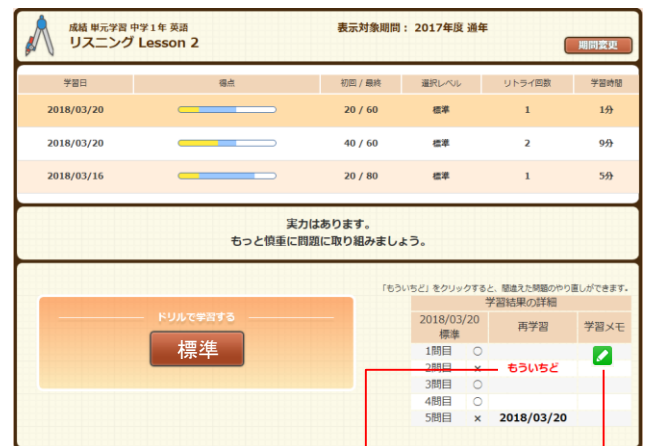 成績 単元学習 中学1年 英語
リスニング Lesson 2
表示対象期間： 2017年度 通年
期間変更
学習日 得点 初回 / 最終 選択レベル リトライ回数 学習時間
2018/03/20 20 / 60 標準 1 1分
2018/03/20 40 / 60 標準 2 9分
2018/03/16 20 / 80 標準 1 5分
実力はあります。
もっと慎重に問題に取り組みましょう。
「もういちど」をクリックすると、間違えた問題のやり直しができます。
ドリルで学習する
標準
学習結果の詳細
2018/03/20 標準 再学習 学習メモ
1問目 ○
2問目 × もういちど
3問目 ○
4問目 ○
5問目 × 2018/03/20